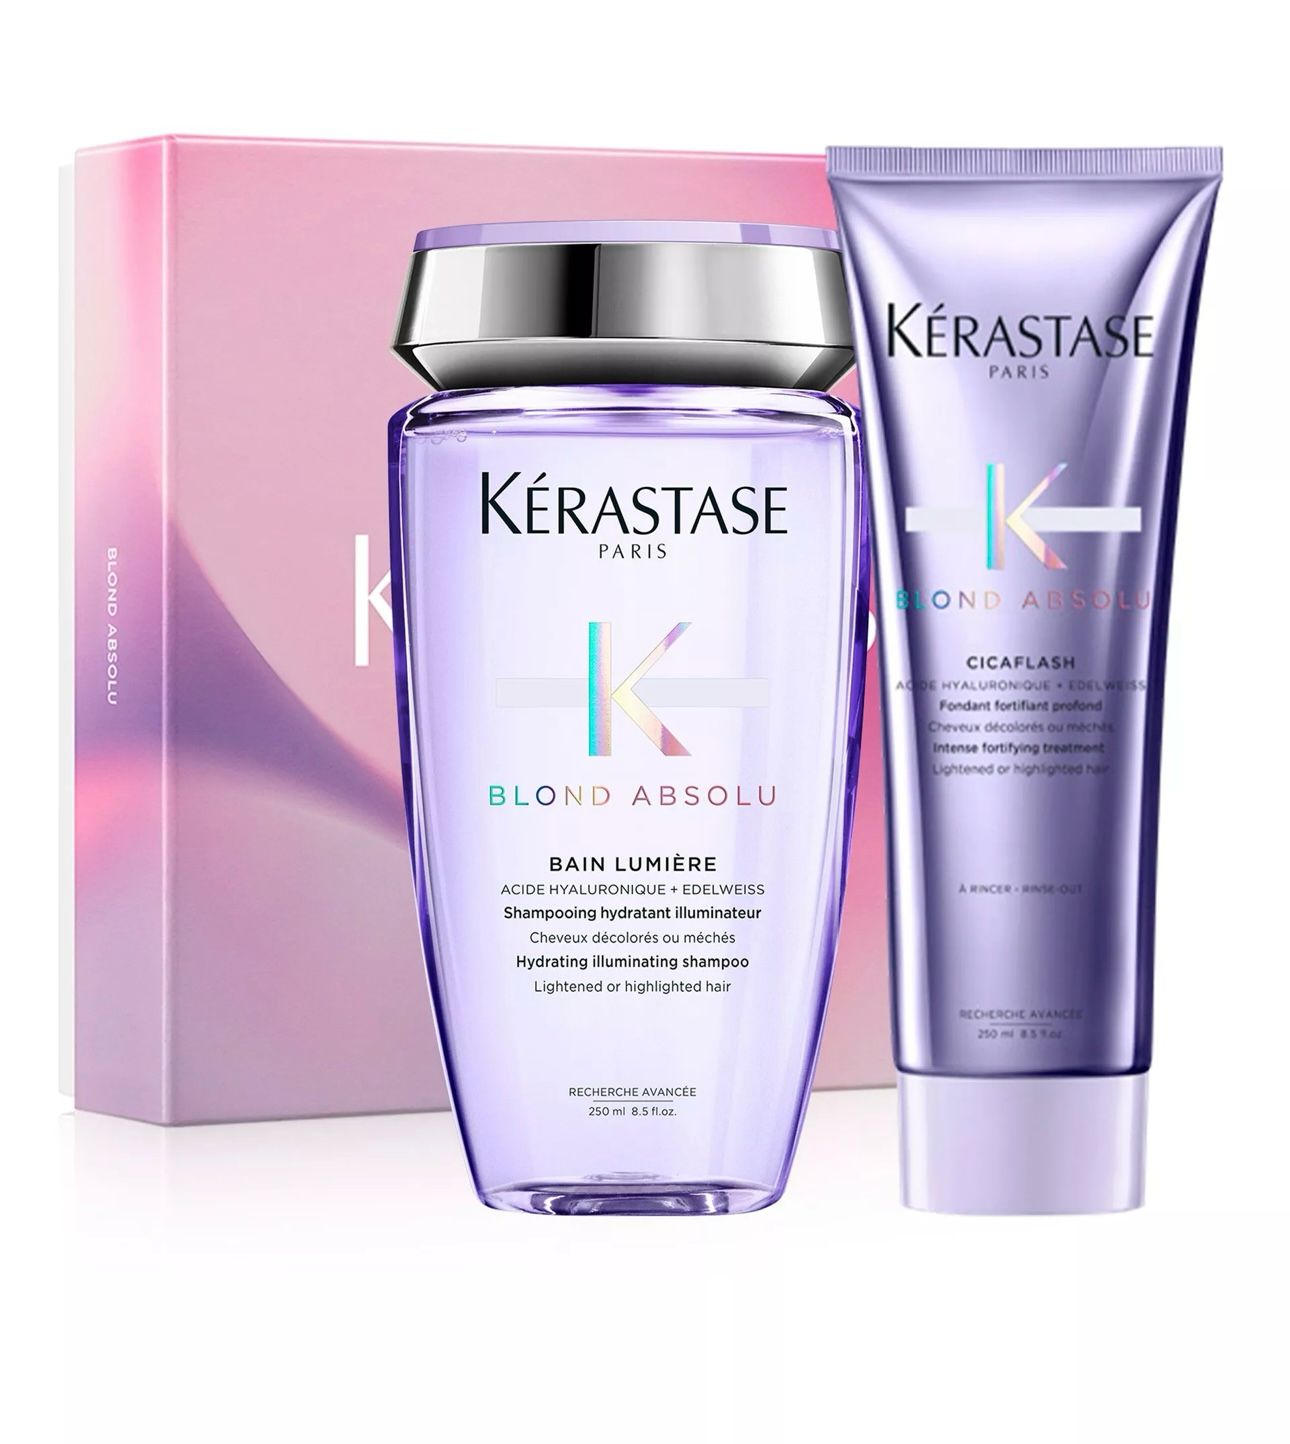 BLOND ABSOLU
K
KÉRASTASE
PARIS
K
BLOND ABSOLU
BAIN LUMIÈRE
ACIDE HYALURONIQUE + EDELWEISS
Shampooing hydratant illuminateur
Cheveux décolorés ou méchés
Hydrating illuminating shampoo
Lightened or highlighted hair
RECHERCHE AVANCÉE
250 ml 8.5 fl.oz.
KÉRASTASE
PARIS
K
BLOND ABSOLU
CICAFLASH
ACIDE HYALURONIQUE + EDELWEISS
Fondant fortifiant profond
Cheveux décolorés ou méchés
Intense fortifying treatment
Lightened or highlighted hair
À RINCER - RINSE-OUT
RECHERCHE AVANCÉE
250 ml 8.5 fl.oz.